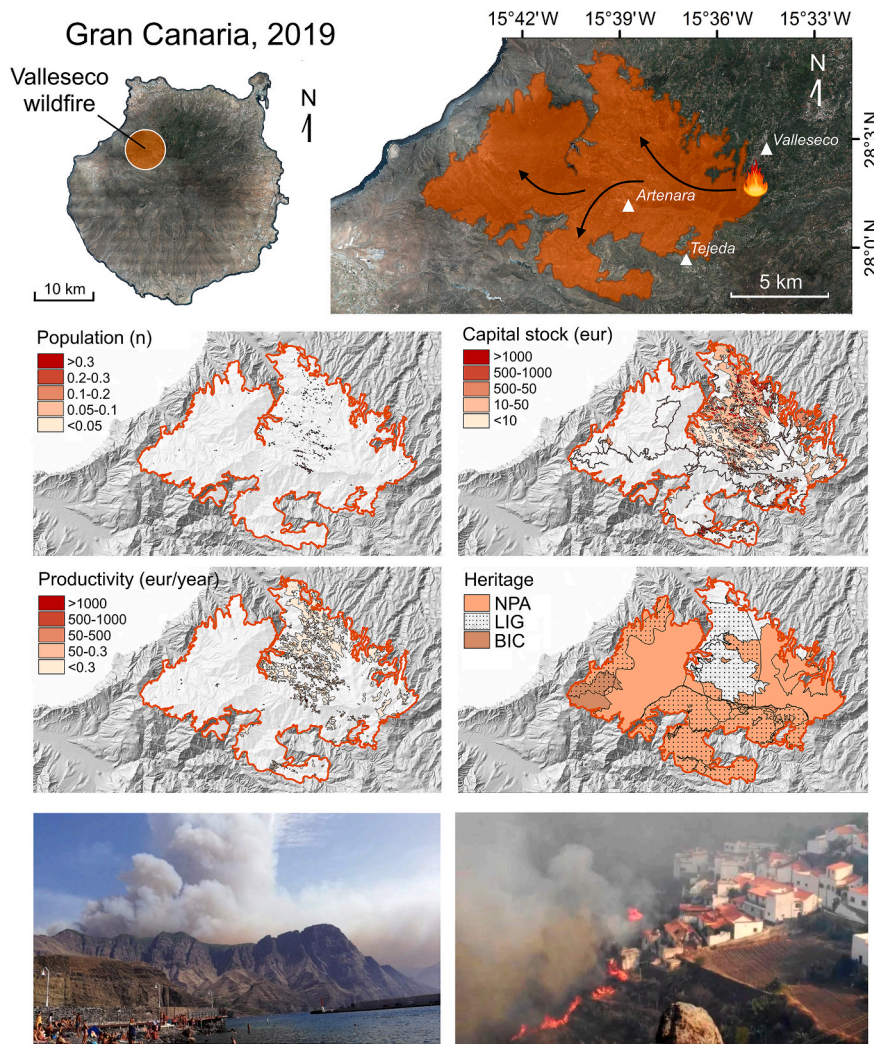 Gran Canaria, 2019
Valleseco
wildfire
N
10 km
15°42'W 15°39'W 15°36'W 15°33'W
N
Valleseco
28°3'N
Artenara
Tejeda
28°0'N
5 km
Population (n)
>0.3
0.2-0.3
0.1-0.2
0.05-0.1
<0.05
Capital stock (eur)
>1000
500-1000
500-50
10-50
<10
Productivity (eur/year)
>1000
500-1000
50-500
50-0.3
<0.3
Heritage
NPA
LIG
BIC